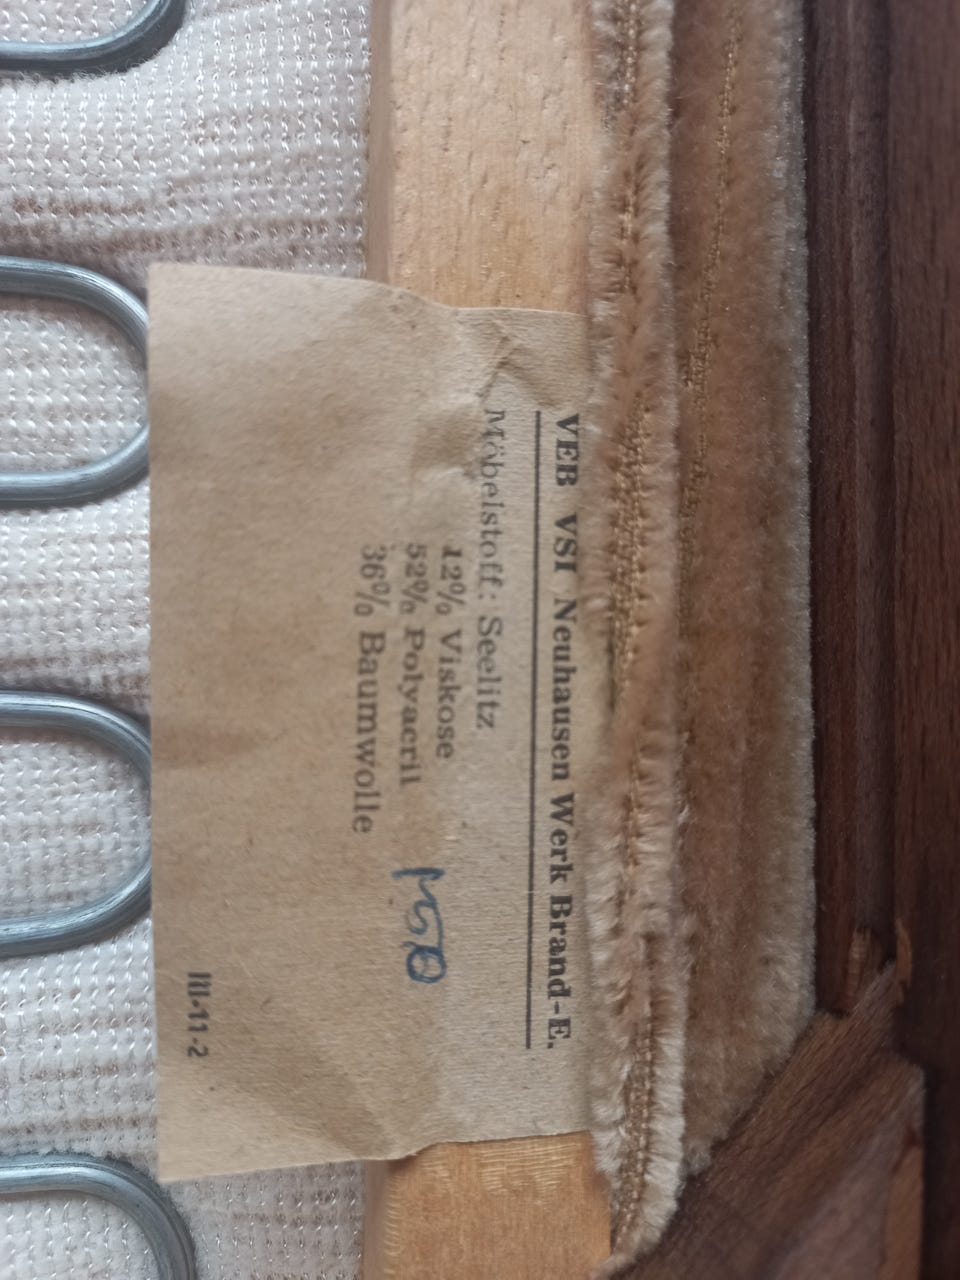 VEB VSI Neuhausen Werk Brand-E.
Möbelstoff: Seelitz
12% Viskose
52% Polyacril
36% Baumwolle
III-11-2